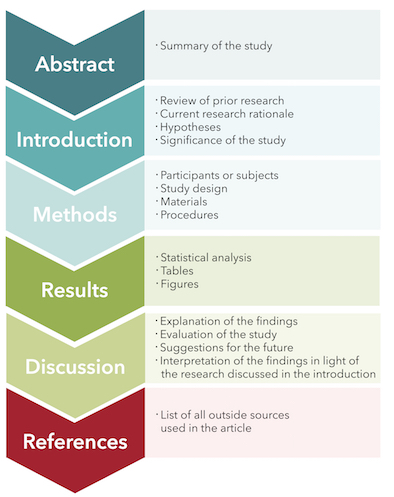 Abstract
· Summary of the study
Introduction
· Review of prior research
· Current research rationale
· Hypotheses
· Significance of the study
Methods
· Participants or subjects
· Study design
· Materials
· Procedures
Results
· Statistical analysis
· Tables
· Figures
Discussion
· Explanation of the findings
· Evaluation of the study
· Suggestions for the future
· Interpretation of the findings in light of
the research discussed in the introduction
References
· List of all outside sources
used in the article